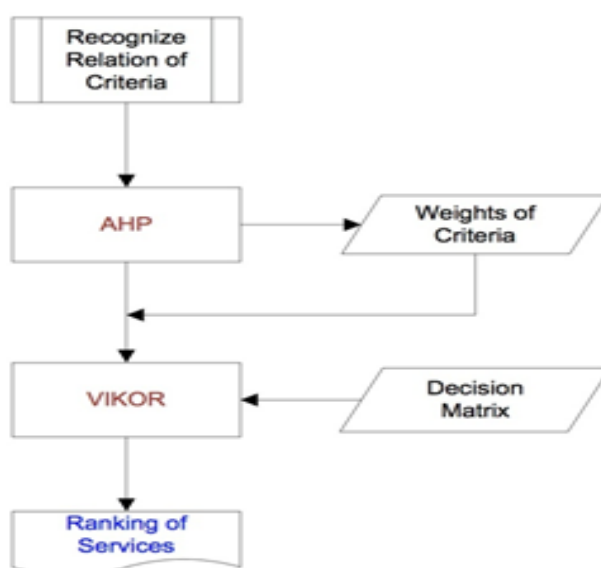 Recognize
Relation of
Criteria
AHP
Weights of
Criteria
VIKOR
Decision
Matrix
Ranking of
Services